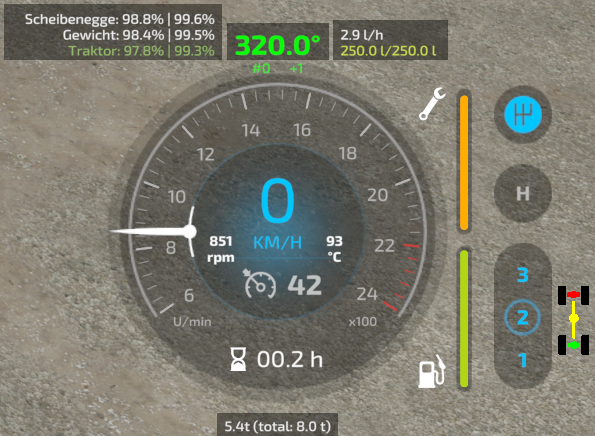 Scheibenegge: 98.8% | 99.6%
Gewicht: 98.4% | 99.5%
Traktor: 97.8% | 99.3%
320.0°
#0 +1
2.9 l/h
250.0 l/250.0 l
14 16
12 18
10 20
8 22
6 24
U/min x100
0
KM/H
851
rpm
93
°C
42
00.2 h
H
3
2
1
5.4t (total: 8.0 t)